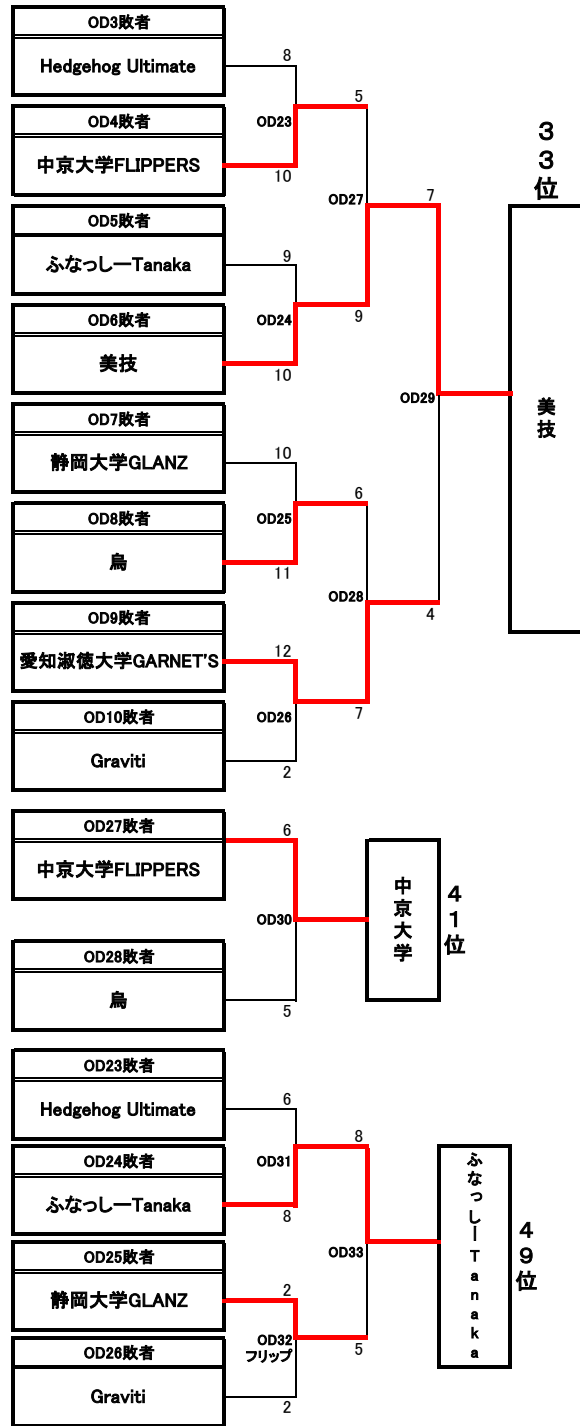 OD3敗者
Hedgehog Ultimate
8
OD23
5
OD4敗者
中京大学FLIPPERS
10
OD27
7
33位
OD5敗者
ふなっしーTanaka
9
OD24
9
OD6敗者
美技
10
OD29
美技
OD7敗者
静岡大学GLANZ
10
OD25
6
OD8敗者
烏
11
OD28
4
OD9敗者
愛知淑徳大学GARNET'S
12
OD26
7
OD10敗者
Graviti
2
OD27敗者
中京大学FLIPPERS
6
OD30
中京大学
41位
OD28敗者
烏
5
OD23敗者
Hedgehog Ultimate
6
OD31
8
OD24敗者
ふなっしーTanaka
8
OD33
ふなっしーTanaka
49位
OD25敗者
静岡大学GLANZ
2
OD32
フリップ
5
OD26敗者
Graviti
2